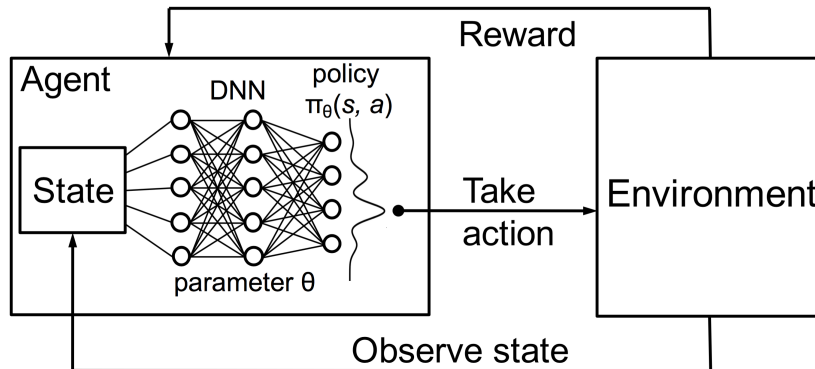 Reward
Agent
policy
DNN
πθ(s, a)
State
Take
action
Environment
parameter θ
Observe state